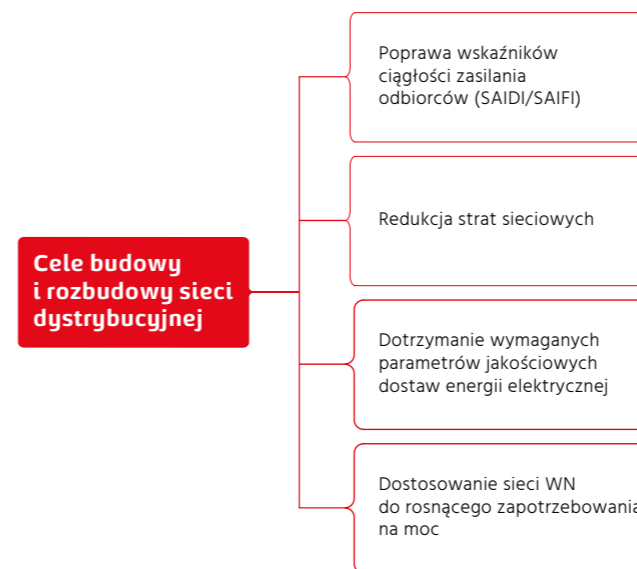 Poprawa wskaźników
ciągłości zasilania
odbiorców (SAIDI/SAIFI)
Redukcja strat sieciowych
Cele budowy
i rozbudowy sieci
dystrybucyjnej
Dotrzymanie wymaganych
parametrów jakościowych
dostaw energii elektrycznej
Dostosowanie sieci WN
do rosnącego zapotrzebowania
na moc